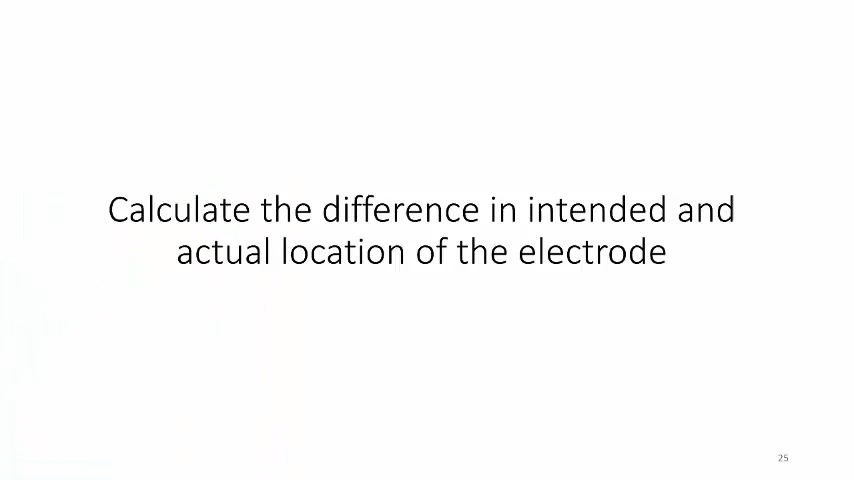 Calculate the difference in intended and
actual location of the electrode
25